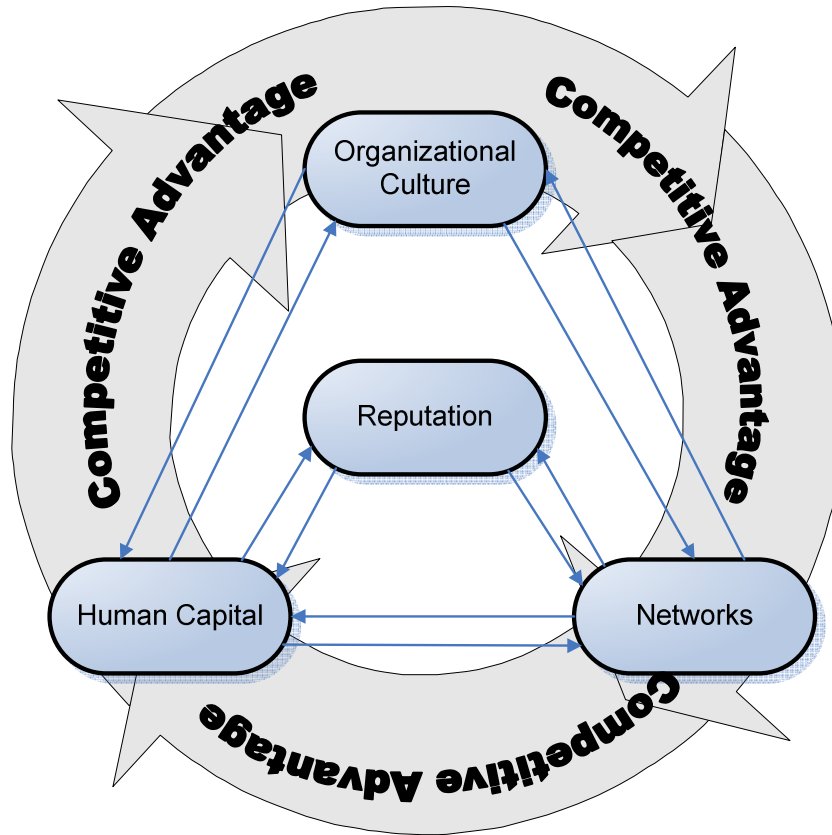 Competitive Advantage
Competitive Advantage
Organizational
Culture
Reputation
Human Capital
Networks
Competitive Advantage